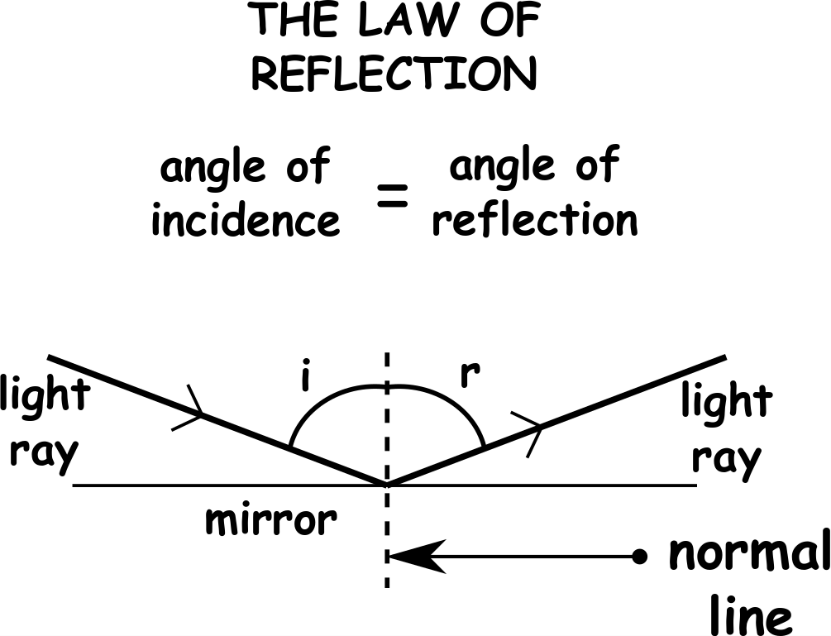 THE LAW OF
REFLECTION
angle of
incidence
=
angle of
reflection
i
r
light
ray
light
ray
mirror
normal
line